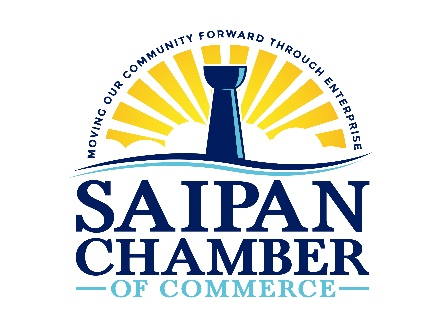 MOVING OUR COMMUNITY FORWARD THROUGH ENTERPRISE
SAIPAN
CHAMBER
OF COMMERCE